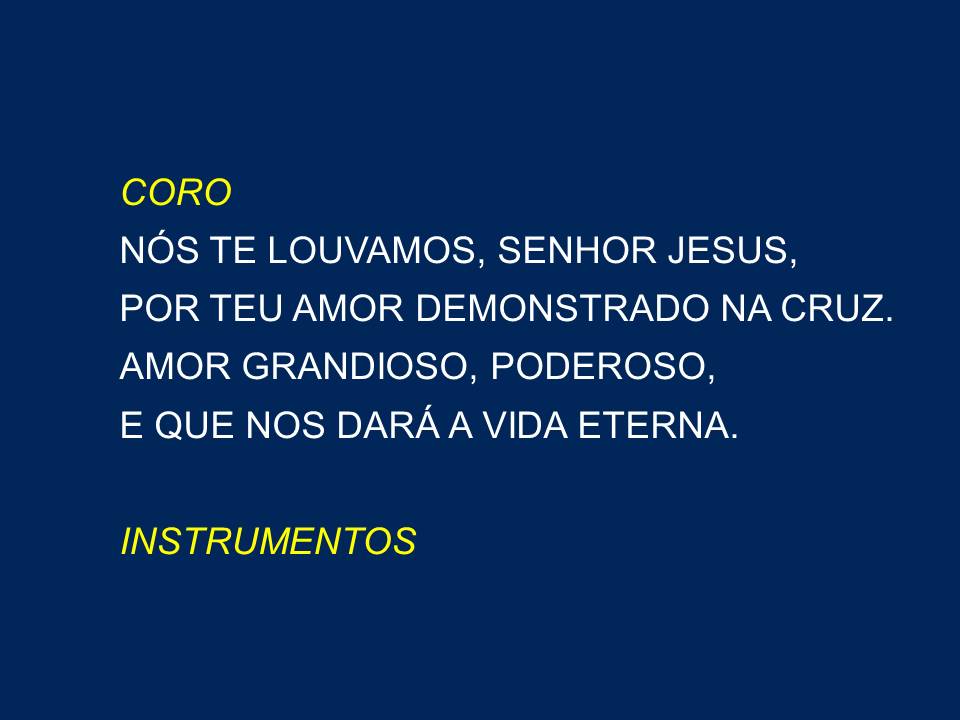 CORO
NÓS TE LOUVAMOS, SENHOR JESUS,
POR TEU AMOR DEMONSTRADO NA CRUZ.
AMOR GRANDIOSO, PODEROSO,
E QUE NOS DARÁ A VIDA ETERNA.
INSTRUMENTOS